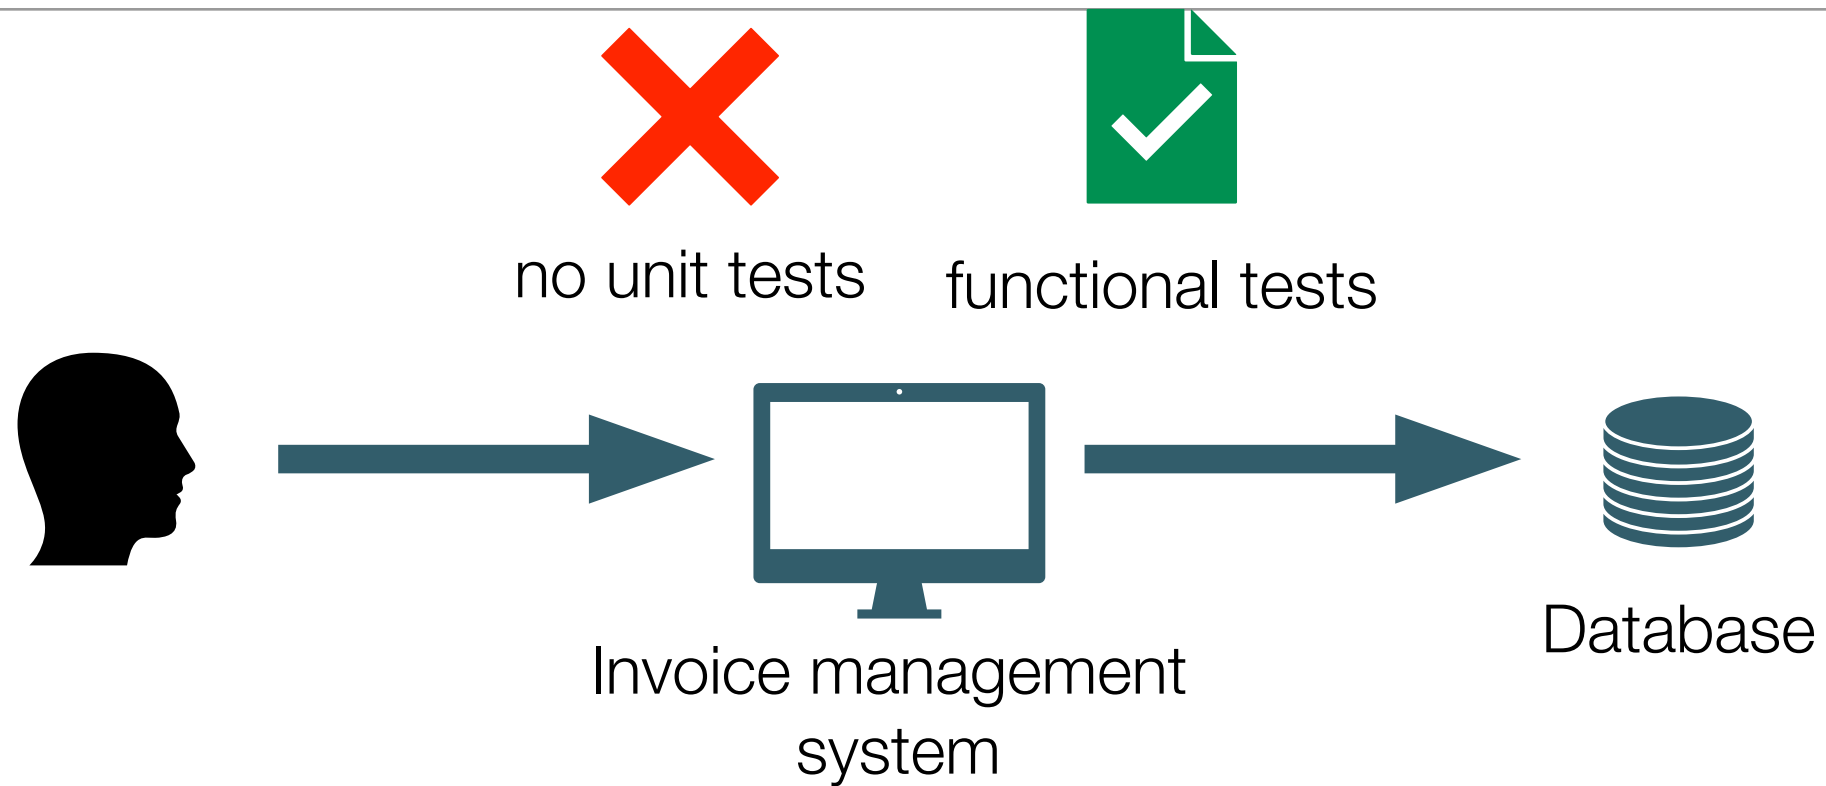 no unit tests
functional tests
Database
Invoice management
system